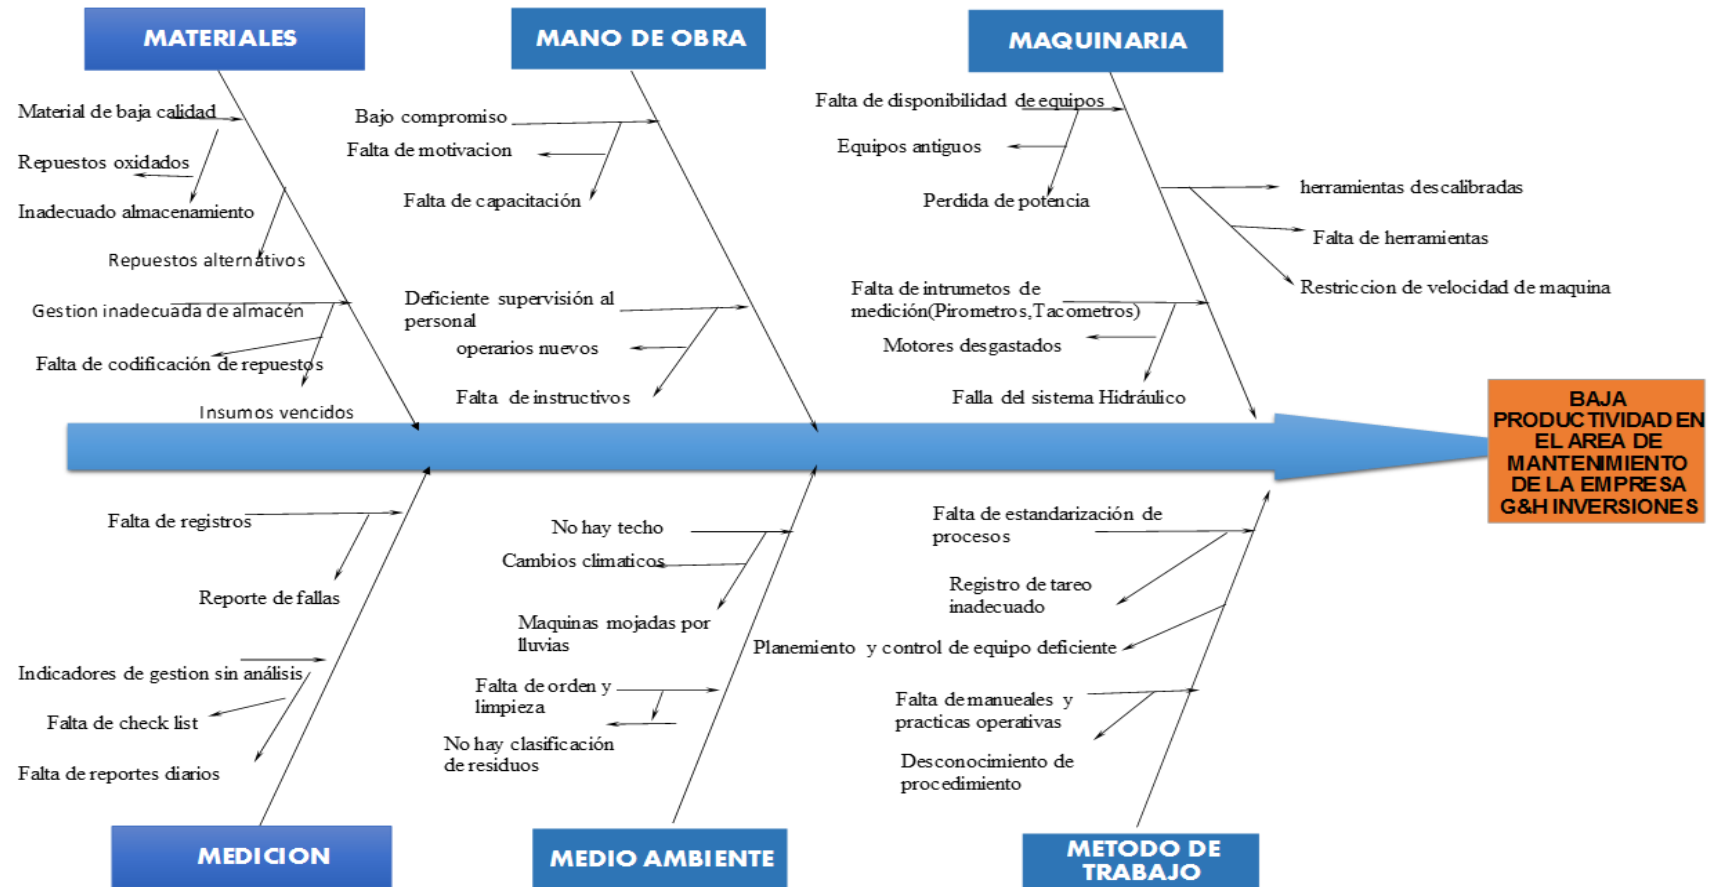 MATERIALES
MANO DE OBRA
MAQUINARIA
Material de baja calidad
Repuestos oxidados
Inadecuado almacenamiento
Repuestos alternativos
Gestion inadecuada de almacén
Falta de codificación de repuestos
Insumos vencidos
Bajo compromiso
Falta de motivacion
Falta de capacitación
Deficiente supervisión al
personal
operarios nuevos
Falta de instructivos
Falta de disponibilidad de equipos
Equipos antiguos
Perdida de potencia
herramientas descalibradas
Falta de herramientas
Restriccion de velocidad de maquina
Falta de intrumetos de
medición(Pirometros,Tacometros)
Motores desgastados
Falla del sistema Hidráulico
BAJA
PRODUCTIVIDAD EN
EL AREA DE
MANTENIMIENTO
DE LA EMPRESA
G&H INVERSIONES
Falta de registros
Reporte de fallas
Indicadores de gestion sin análisis
Falta de check list
Falta de reportes diarios
No hay techo
Cambios climaticos
Maquinas mojadas por
lluvias
Falta de orden y
limpieza
No hay clasificación
de residuos
Falta de estandarización de
procesos
Registro de tareo
inadecuado
Planemiento y control de equipo deficiente
Falta de manueales y
practicas operativas
Desconocimiento de
procedimiento
MEDICION
MEDIO AMBIENTE
METODO DE
TRABAJO